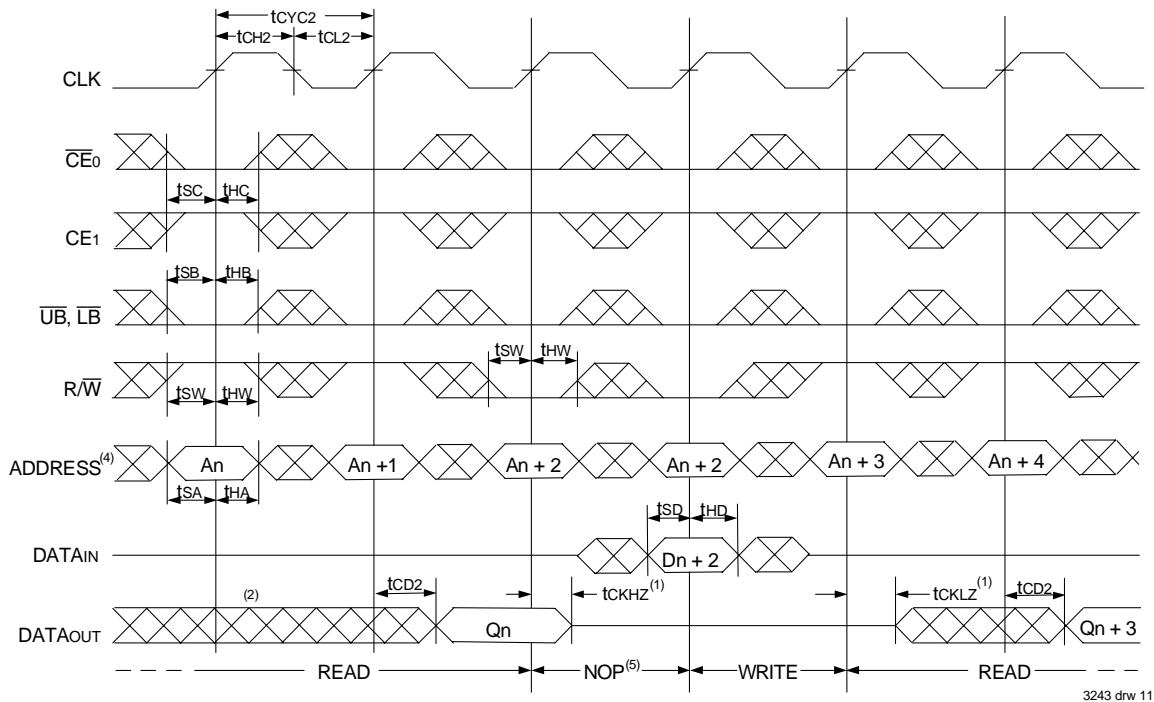 tCYC2
tCH2 tCL2
CLK
CE0
tSC tHC
CE1
tSB tHB
UB, LB
tSW tHW
R/W
tSW tHW
ADDRESS(4) An An +1 An + 2 An + 2 An + 3 An + 4
tSA tHA
tSD tHD
DATAIN Dn + 2
(2) tCD2 tCKHZ(1) tCKLZ(1) tCD2
DATAOUT Qn Qn + 3
READ NOP(5) WRITE READ
3243 drw 11